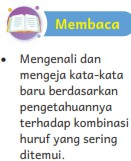 Membaca
• Mengenali dan
mengeja kata-kata
baru berdasarkan
pengetahuannya
terhadap kombinasi
huruf yang sering
ditemui.